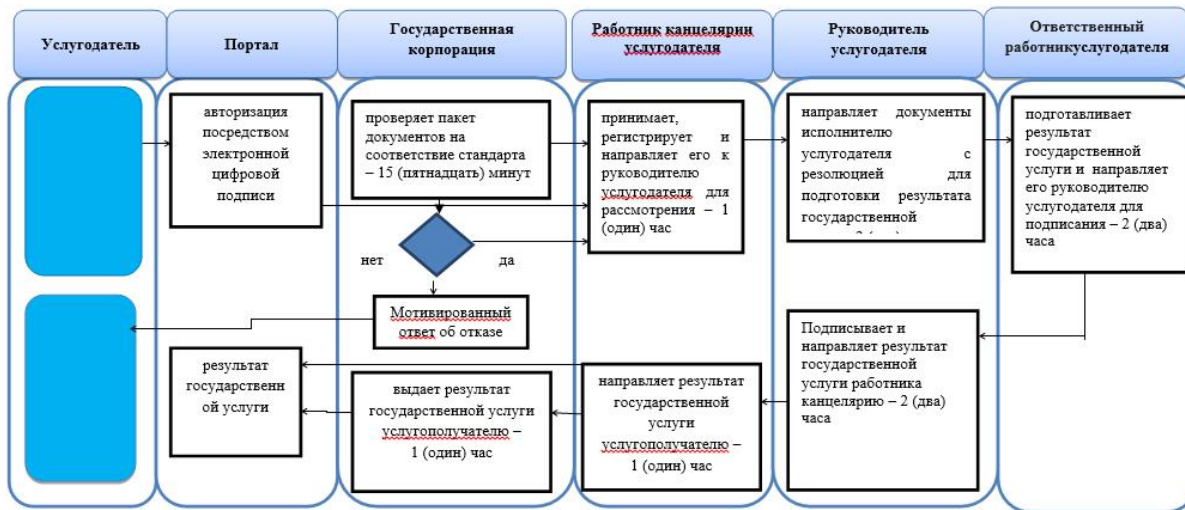 Услугодатель
Портал
Государственная
корпорация
Работник канцелярии
услугодателя
Руководитель
услугодателя
Ответственный
работникуслугодателя
авторизация
посредством
электронной
цифровой
подписи
проверяет пакет
документов на
соответствие стандарта
– 15 (пятнадцать) минут
принимает,
регистрирует и
направляет его к
руководителю
услугодателя для
рассмотрения – 1
(один) час
направляет документы
исполнителю
услугодателя с
резолюцией для
подготовки результата
государственной
подготавливает
результат
государственной
услуги и направляет
его руководителю
услугодателя для
подписания – 2 (два)
часа
нет
да
Мотивированный
ответ об отказе
результат
государственн
ой услуги
выдает результат
государственной услуги
услугополучателю –
1 (один) час
направляет результат
государственной
услуги
услугополучателю –
1 (один) час
Подписывает и
направляет результат
государственной
услуги работника
канцелярию – 2 (два)
часа